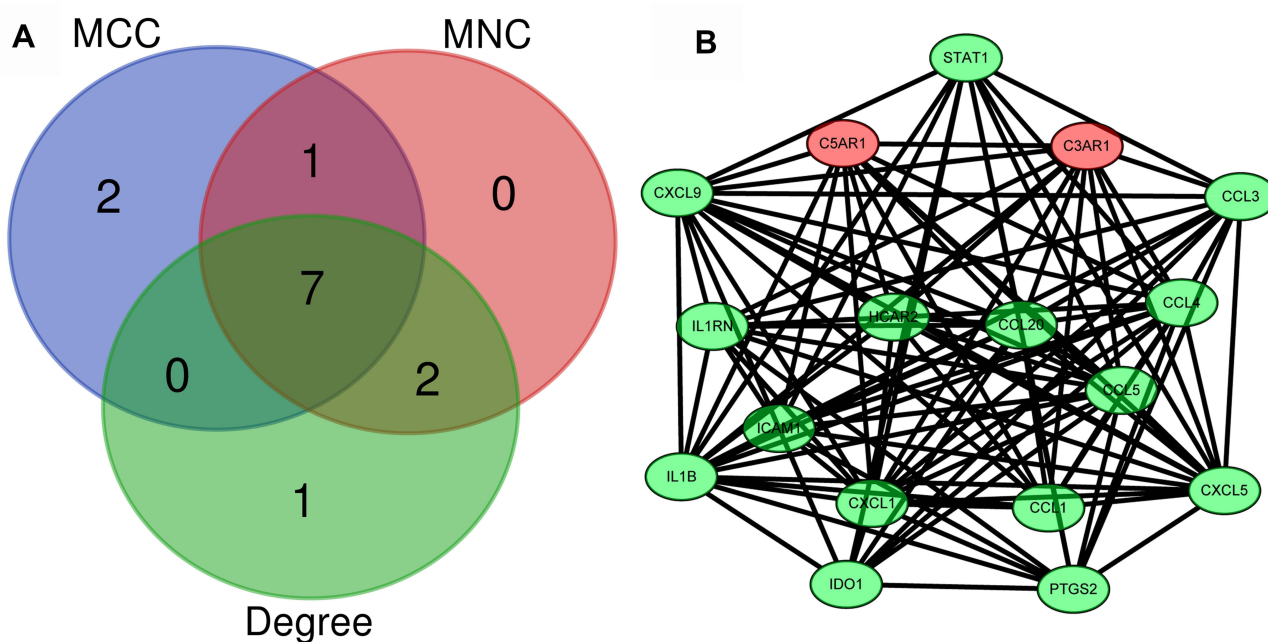 A
MCC
MNC
2
1
0
7
0
2
1
Degree
B
STAT1
C5AR1
C3AR1
CXCL9
CCL3
IL1RN
HCAR2
CCL20
CCL4
CCL5
ICAM1
IL1B
CXCL1
CCL1
CXCL5
IDO1
PTGS2